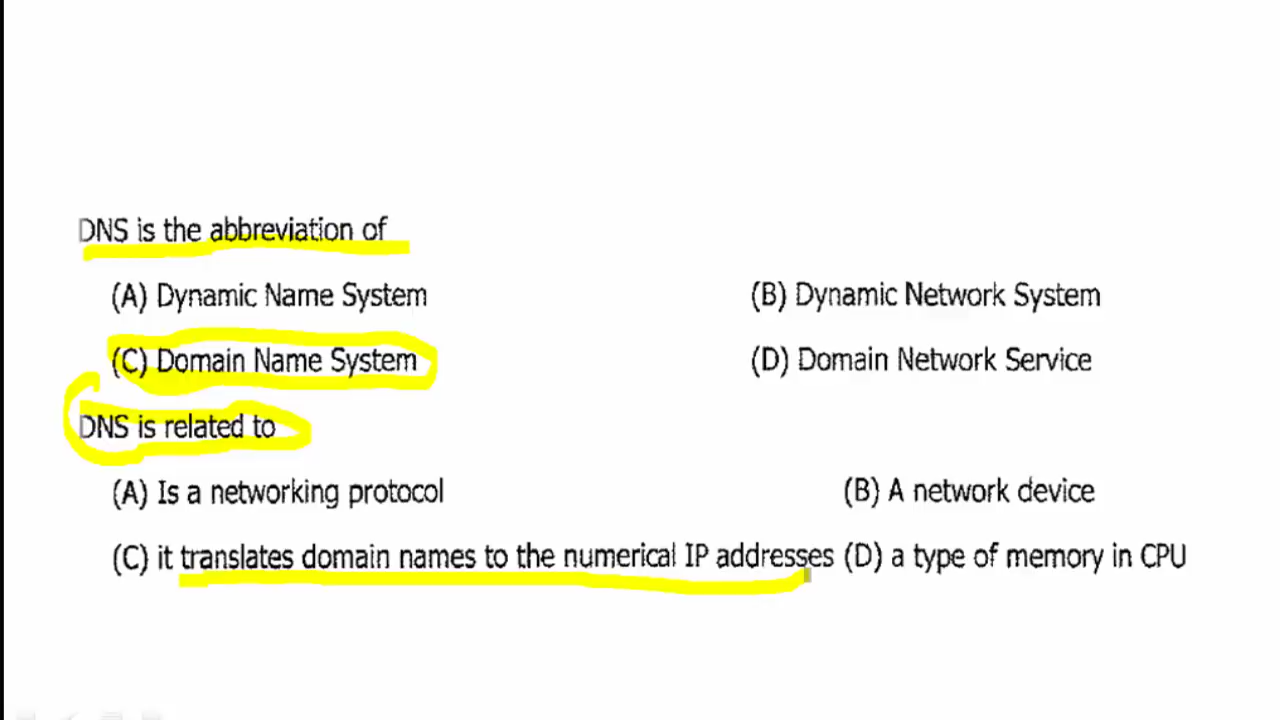 DNS is the abbreviation of
(A) Dynamic Name System (B) Dynamic Network System
(C) Domain Name System (D) Domain Network Service
DNS is related to
(A) Is a networking protocol (B) A network device
(C) it translates domain names to the numerical IP addresses (D) a type of memory in CPU